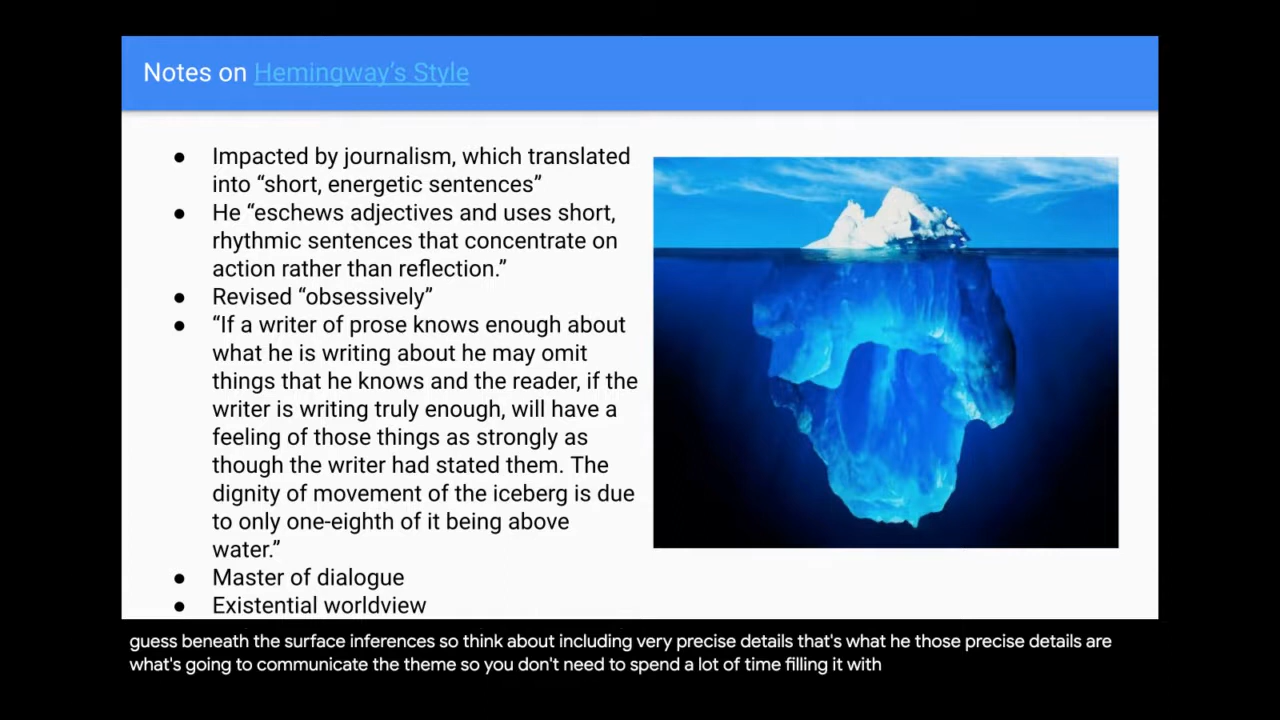 Notes on Hemingway's Style
● Impacted by journalism, which translated
into “short, energetic sentences”
● He “eschews adjectives and uses short,
rhythmic sentences that concentrate on
action rather than reflection.”
● Revised “obsessively”
● “If a writer of prose knows enough about
what he is writing about he may omit
things that he knows and the reader, if the
writer is writing truly enough, will have a
feeling of those things as strongly as
though the writer had stated them. The
dignity of movement of the iceberg is due
to only one-eighth of it being above
water.”
● Master of dialogue
● Existential worldview
guess beneath the surface inferences so think about including very precise details that's what he those precise details are
what's going to communicate the theme so you don't need to spend a lot of time filling it with